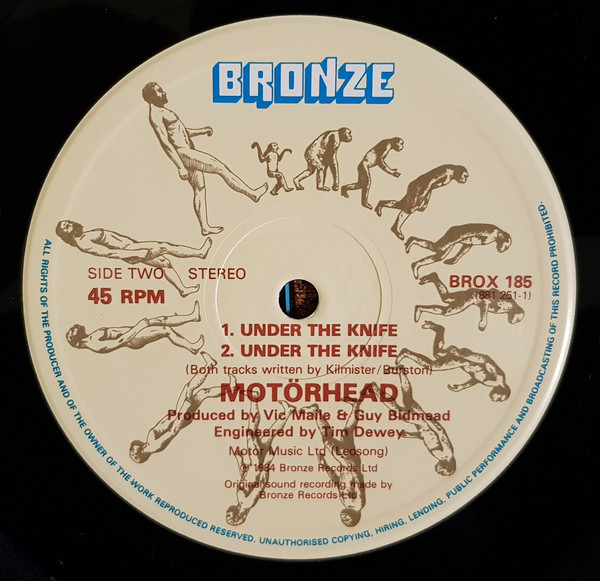 BRONZE
SIDE TWO STEREO
45 RPM
BROX 185
(881 251-1)
1. UNDER THE KNIFE
2. UNDER THE KNIFE
(Both tracks written by Kilmister/Burston)
MOTÖRHEAD
Produced by Vic Maile & Guy Bidmead
Engineered by Tim Dewey
Motor Music Ltd (Leosong)
℗ 1984 Bronze Records Ltd
Original sound recording made by
Bronze Records Ltd
ALL RIGHTS OF THE PRODUCER AND OF THE OWNER OF THE WORK REPRODUCED RESERVED. UNAUTHORISED COPYING, HIRING, LENDING, PUBLIC PERFORMANCE AND BROADCASTING OF THIS RECORD PROHIBITED.